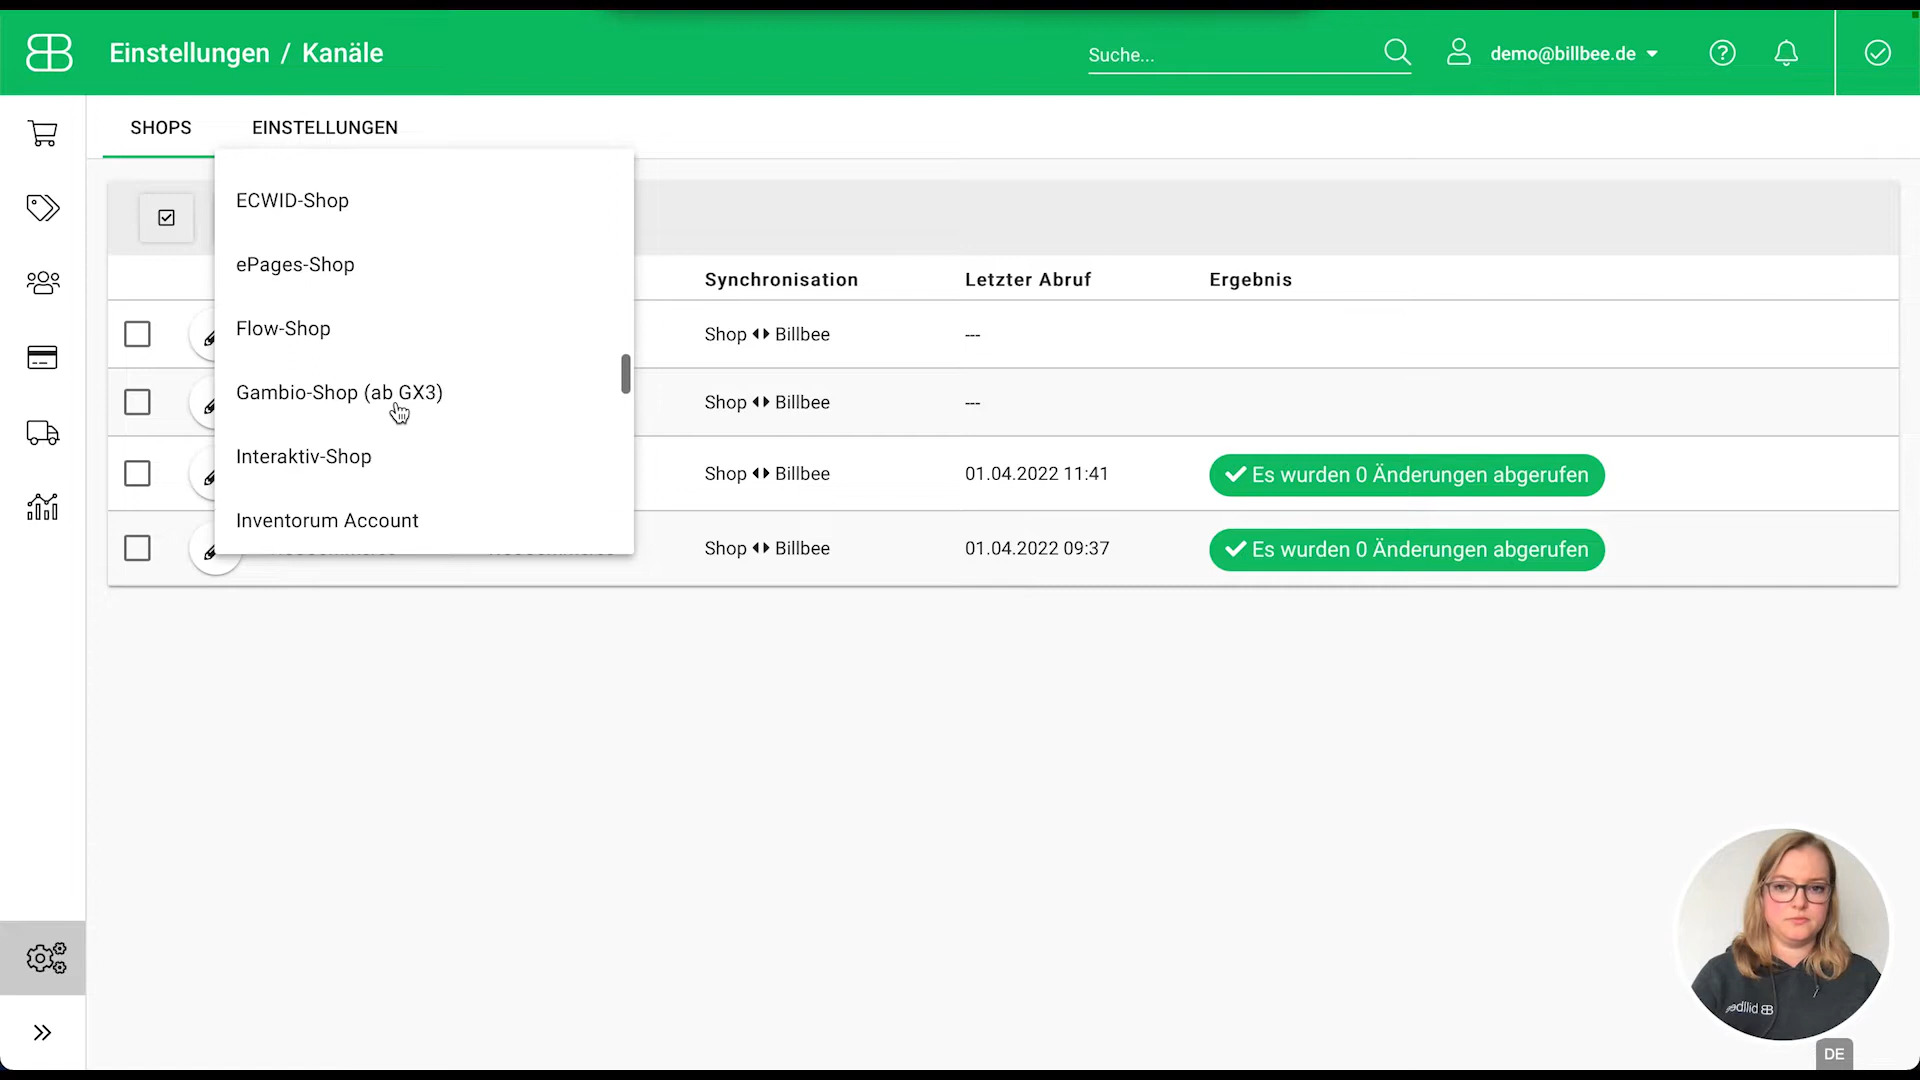 Einstellungen / Kanäle
Suche...
demo@billbee.de
SHOPS
EINSTELLUNGEN
ECWID-Shop
ePages-Shop
Flow-Shop
Gambio-Shop (ab GX3)
Interaktiv-Shop
Inventorum Account
Synchronisation
Letzter Abruf
Ergebnis
Shop Billbee
---
Shop Billbee
---
Shop Billbee
01.04.2022 11:41
Es wurden 0 Änderungen abgerufen
Shop Billbee
01.04.2022 09:37
Es wurden 0 Änderungen abgerufen
billbee
DE